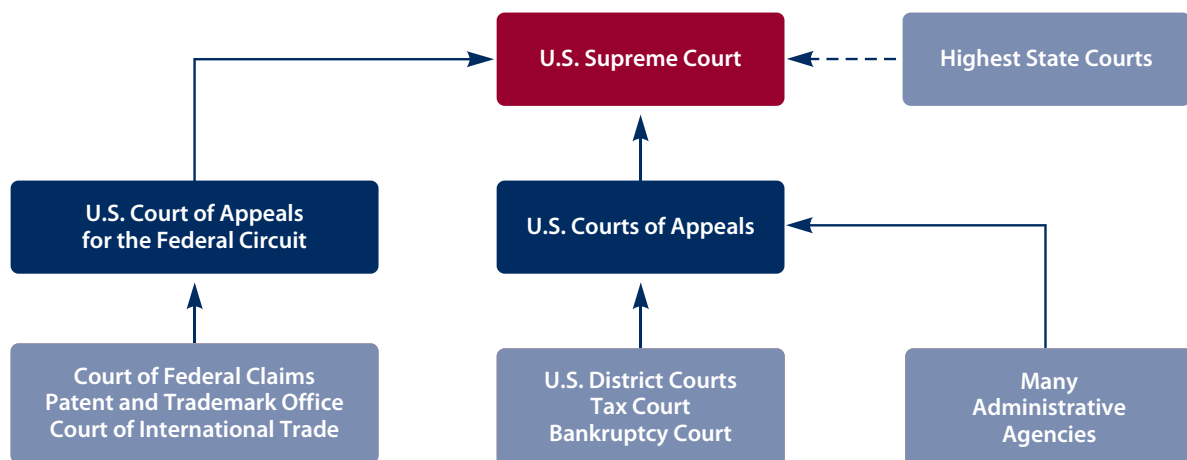 U.S. Supreme Court
Highest State Courts
U.S. Court of Appeals
for the Federal Circuit
U.S. Courts of Appeals
Court of Federal Claims
Patent and Trademark Office
Court of International Trade
U.S. District Courts
Tax Court
Bankruptcy Court
Many
Administrative
Agencies